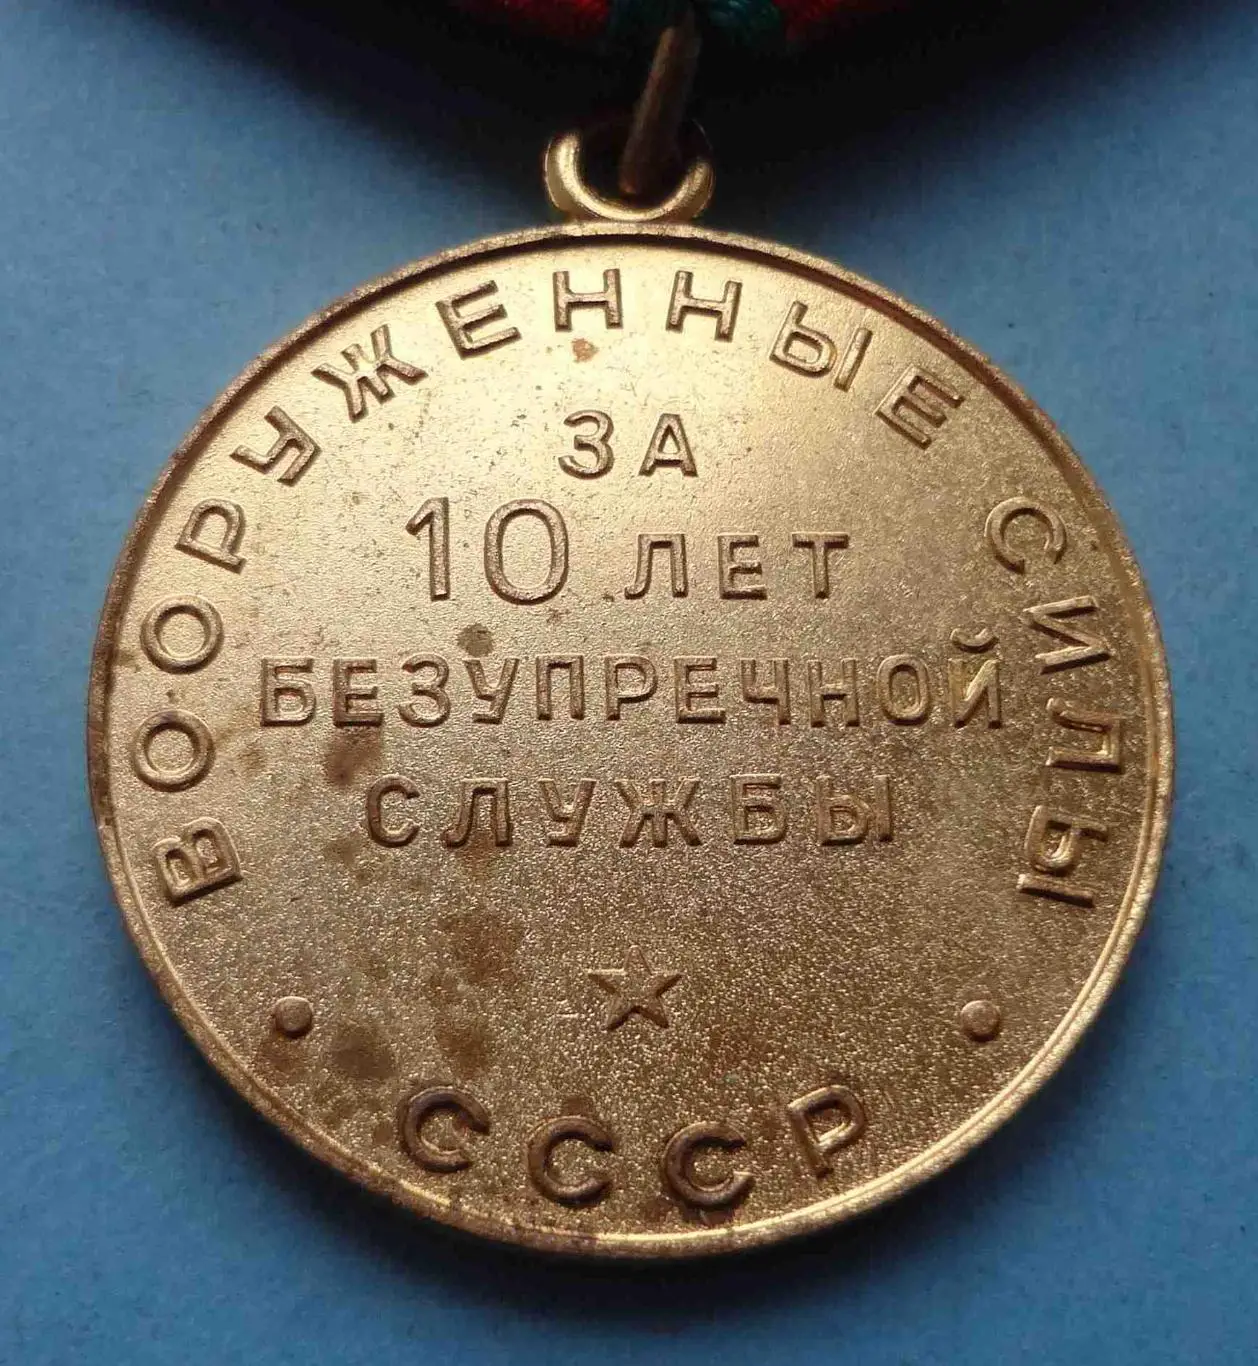 ВООРУЖЕННЫЕ СИЛЫ
ЗА
10 ЛЕТ
БЕЗУПРЕЧНОЙ
СЛУЖБЫ
СССР